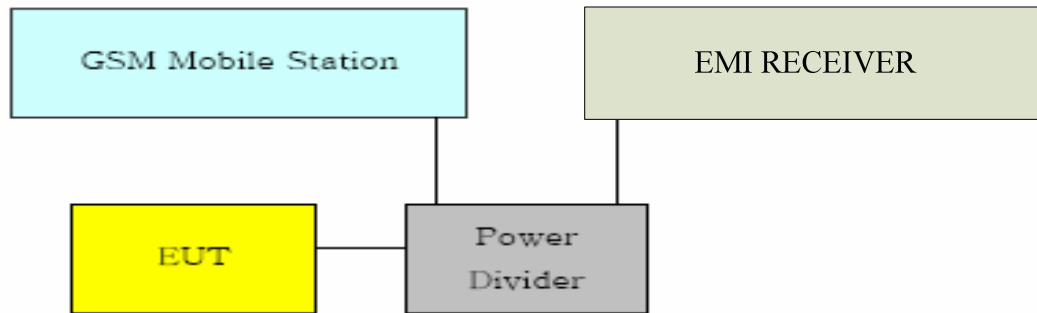 GSM Mobile Station
EMI RECEIVER
EUT
Power
Divider